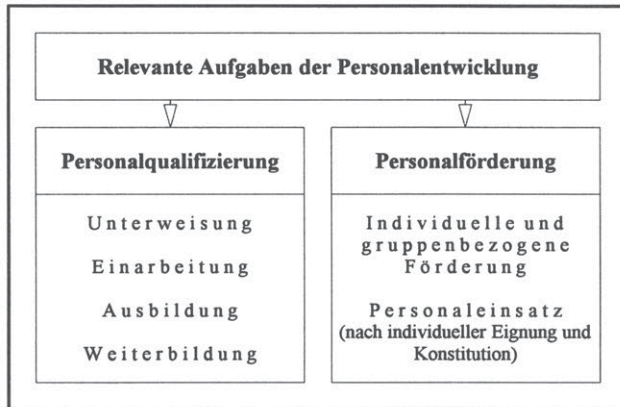 Relevante Aufgaben der Personalentwicklung
Personalqualifizierung
Unterweisung
Einarbeitung
Ausbildung
Weiterbildung
Personalförderung
Individuelle und
gruppenbezogene
Förderung
Personaleinsatz
(nach individueller Eignung und
Konstitution)